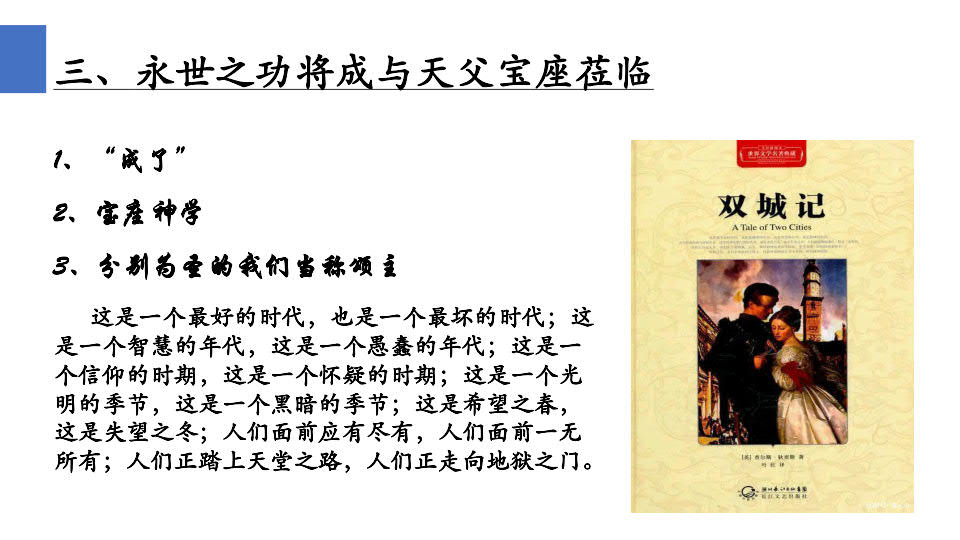 三、永世之功将成与天父宝座莅临
1、“成了”
2、宝座神学
3、分别为圣的我们当称颂主
这是一个最好的时代，也是一个最坏的时代；这
是一个智慧的年代，这是一个愚蠢的年代；这是一
个信仰的时期，这是一个怀疑的时期；这是一个光
明的季节，这是一个黑暗的季节；这是希望之春，
这是失望之冬；人们面前应有尽有，人们面前一无
所有；人们正踏上天堂之路，人们正走向地狱之门。
世界文学名著典藏
双城记
A Tale of Two Cities
[英] 查尔斯·狄更斯 著
长江文艺出版社